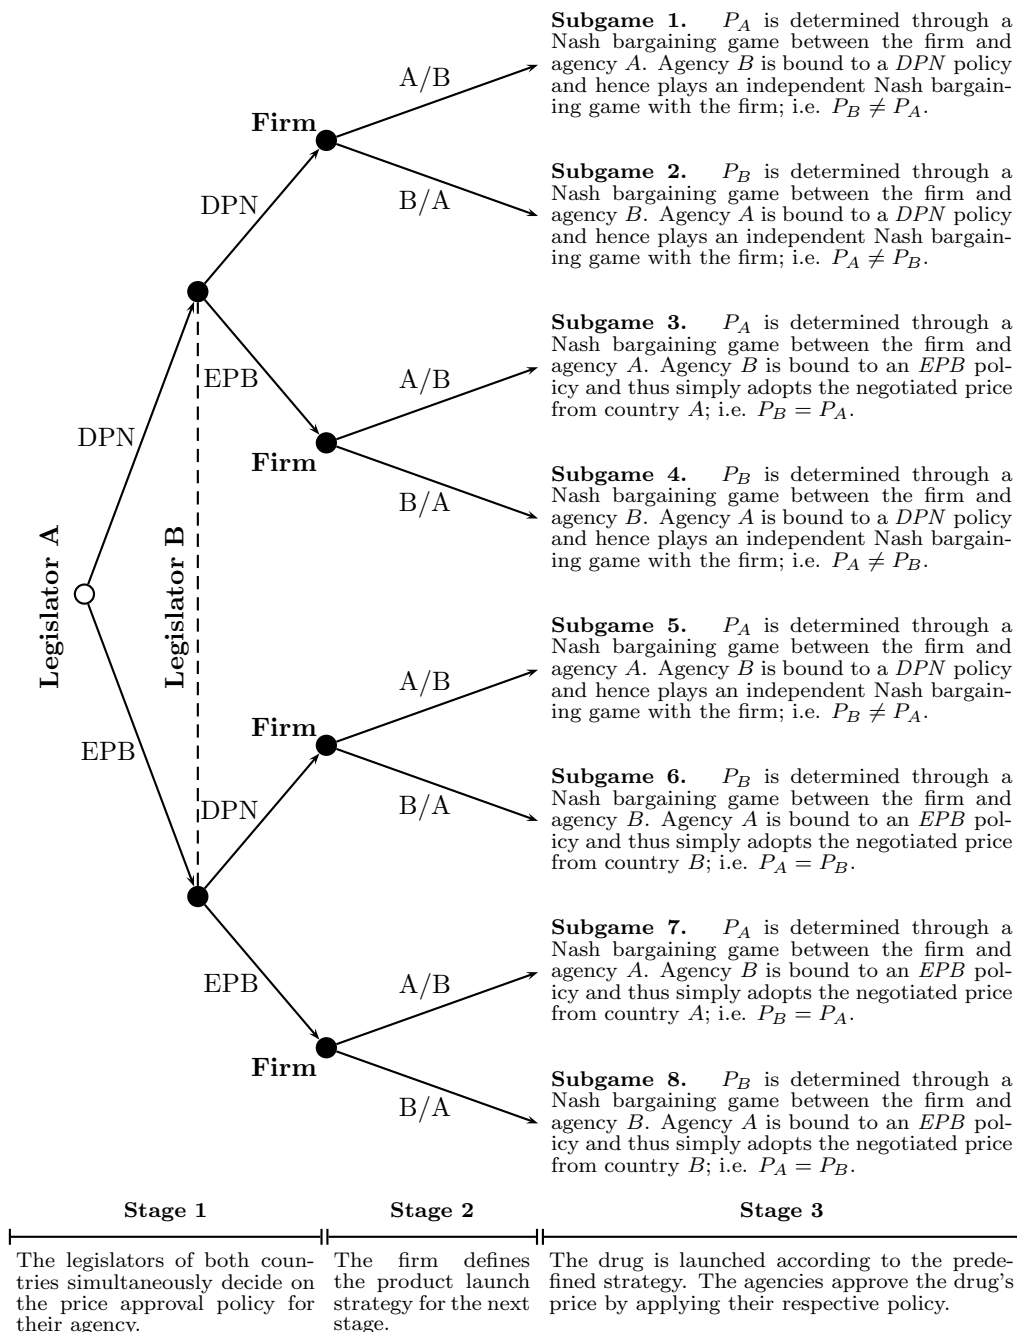 Subgame 1. P_A is determined through a
Nash bargaining game between the firm and
agency A. Agency B is bound to a DPN policy
and hence plays an independent Nash bargain-
ing game with the firm; i.e. P_B ≠ P_A.
A/B
Firm
DPN
B/A
Subgame 2. P_B is determined through a
Nash bargaining game between the firm and
agency B. Agency A is bound to a DPN policy
and hence plays an independent Nash bargain-
ing game with the firm; i.e. P_A ≠ P_B.
Subgame 3. P_A is determined through a
Nash bargaining game between the firm and
agency A. Agency B is bound to an EPB pol-
icy and thus simply adopts the negotiated price
from country A; i.e. P_B = P_A.
EPB
A/B
DPN
Firm
B/A
Subgame 4. P_B is determined through a
Nash bargaining game between the firm and
agency B. Agency A is bound to a DPN policy
and hence plays an independent Nash bargain-
ing game with the firm; i.e. P_A ≠ P_B.
Legislator A
Legislator B
Subgame 5. P_A is determined through a
Nash bargaining game between the firm and
agency A. Agency B is bound to a DPN policy
and hence plays an independent Nash bargain-
ing game with the firm; i.e. P_B ≠ P_A.
A/B
Firm
EPB
DPN
B/A
Subgame 6. P_B is determined through a
Nash bargaining game between the firm and
agency B. Agency A is bound to an EPB pol-
icy and thus simply adopts the negotiated price
from country B; i.e. P_A = P_B.
Subgame 7. P_A is determined through a
Nash bargaining game between the firm and
agency A. Agency B is bound to an EPB pol-
icy and thus simply adopts the negotiated price
from country A; i.e. P_B = P_A.
EPB
A/B
Firm
B/A
Subgame 8. P_B is determined through a
Nash bargaining game between the firm and
agency B. Agency A is bound to an EPB pol-
icy and thus simply adopts the negotiated price
from country B; i.e. P_A = P_B.
Stage 1
The legislators of both coun-
tries simultaneously decide on
the price approval policy for
their agency.
Stage 2
The firm defines
the product launch
strategy for the next
stage.
Stage 3
The drug is launched according to the prede-
fined strategy. The agencies approve the drug's
price by applying their respective policy.